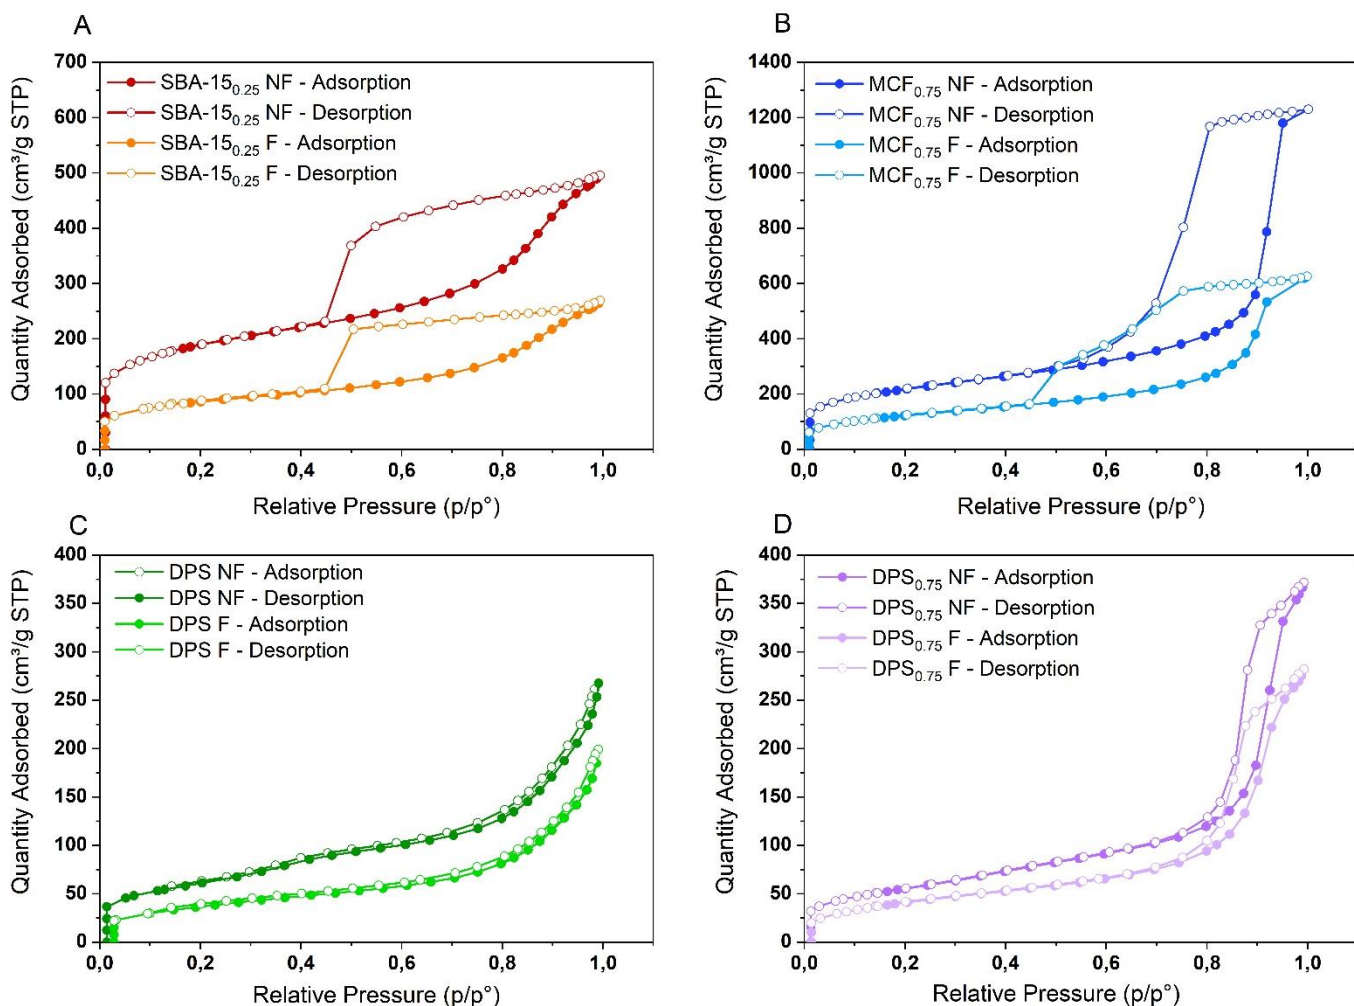 A
Quantity Adsorbed (cm³/g STP)
700
600
500
400
300
200
100
0
SBA-15₀.₂₅ NF - Adsorption
SBA-15₀.₂₅ NF - Desorption
SBA-15₀.₂₅ F - Adsorption
SBA-15₀.₂₅ F - Desorption
0,0 0,2 0,4 0,6 0,8 1,0
Relative Pressure (p/p°)
B
Quantity Adsorbed (cm³/g STP)
1400
1200
1000
800
600
400
200
0
MCF₀.₇₅ NF - Adsorption
MCF₀.₇₅ NF - Desorption
MCF₀.₇₅ F - Adsorption
MCF₀.₇₅ F - Desorption
0,0 0,2 0,4 0,6 0,8 1,0
Relative Pressure (p/p°)
C
Quantity Adsorbed (cm³/g STP)
400
350
300
250
200
150
100
50
0
DPS NF - Adsorption
DPS NF - Desorption
DPS F - Adsorption
DPS F - Desorption
0,0 0,2 0,4 0,6 0,8 1,0
Relative Pressure (p/p°)
D
Quantity Adsorbed (cm³/g STP)
400
350
300
250
200
150
100
50
0
DPS₀.₇₅ NF - Adsorption
DPS₀.₇₅ NF - Desorption
DPS₀.₇₅ F - Adsorption
DPS₀.₇₅ F - Desorption
0,0 0,2 0,4 0,6 0,8 1,0
Relative Pressure (p/p°)